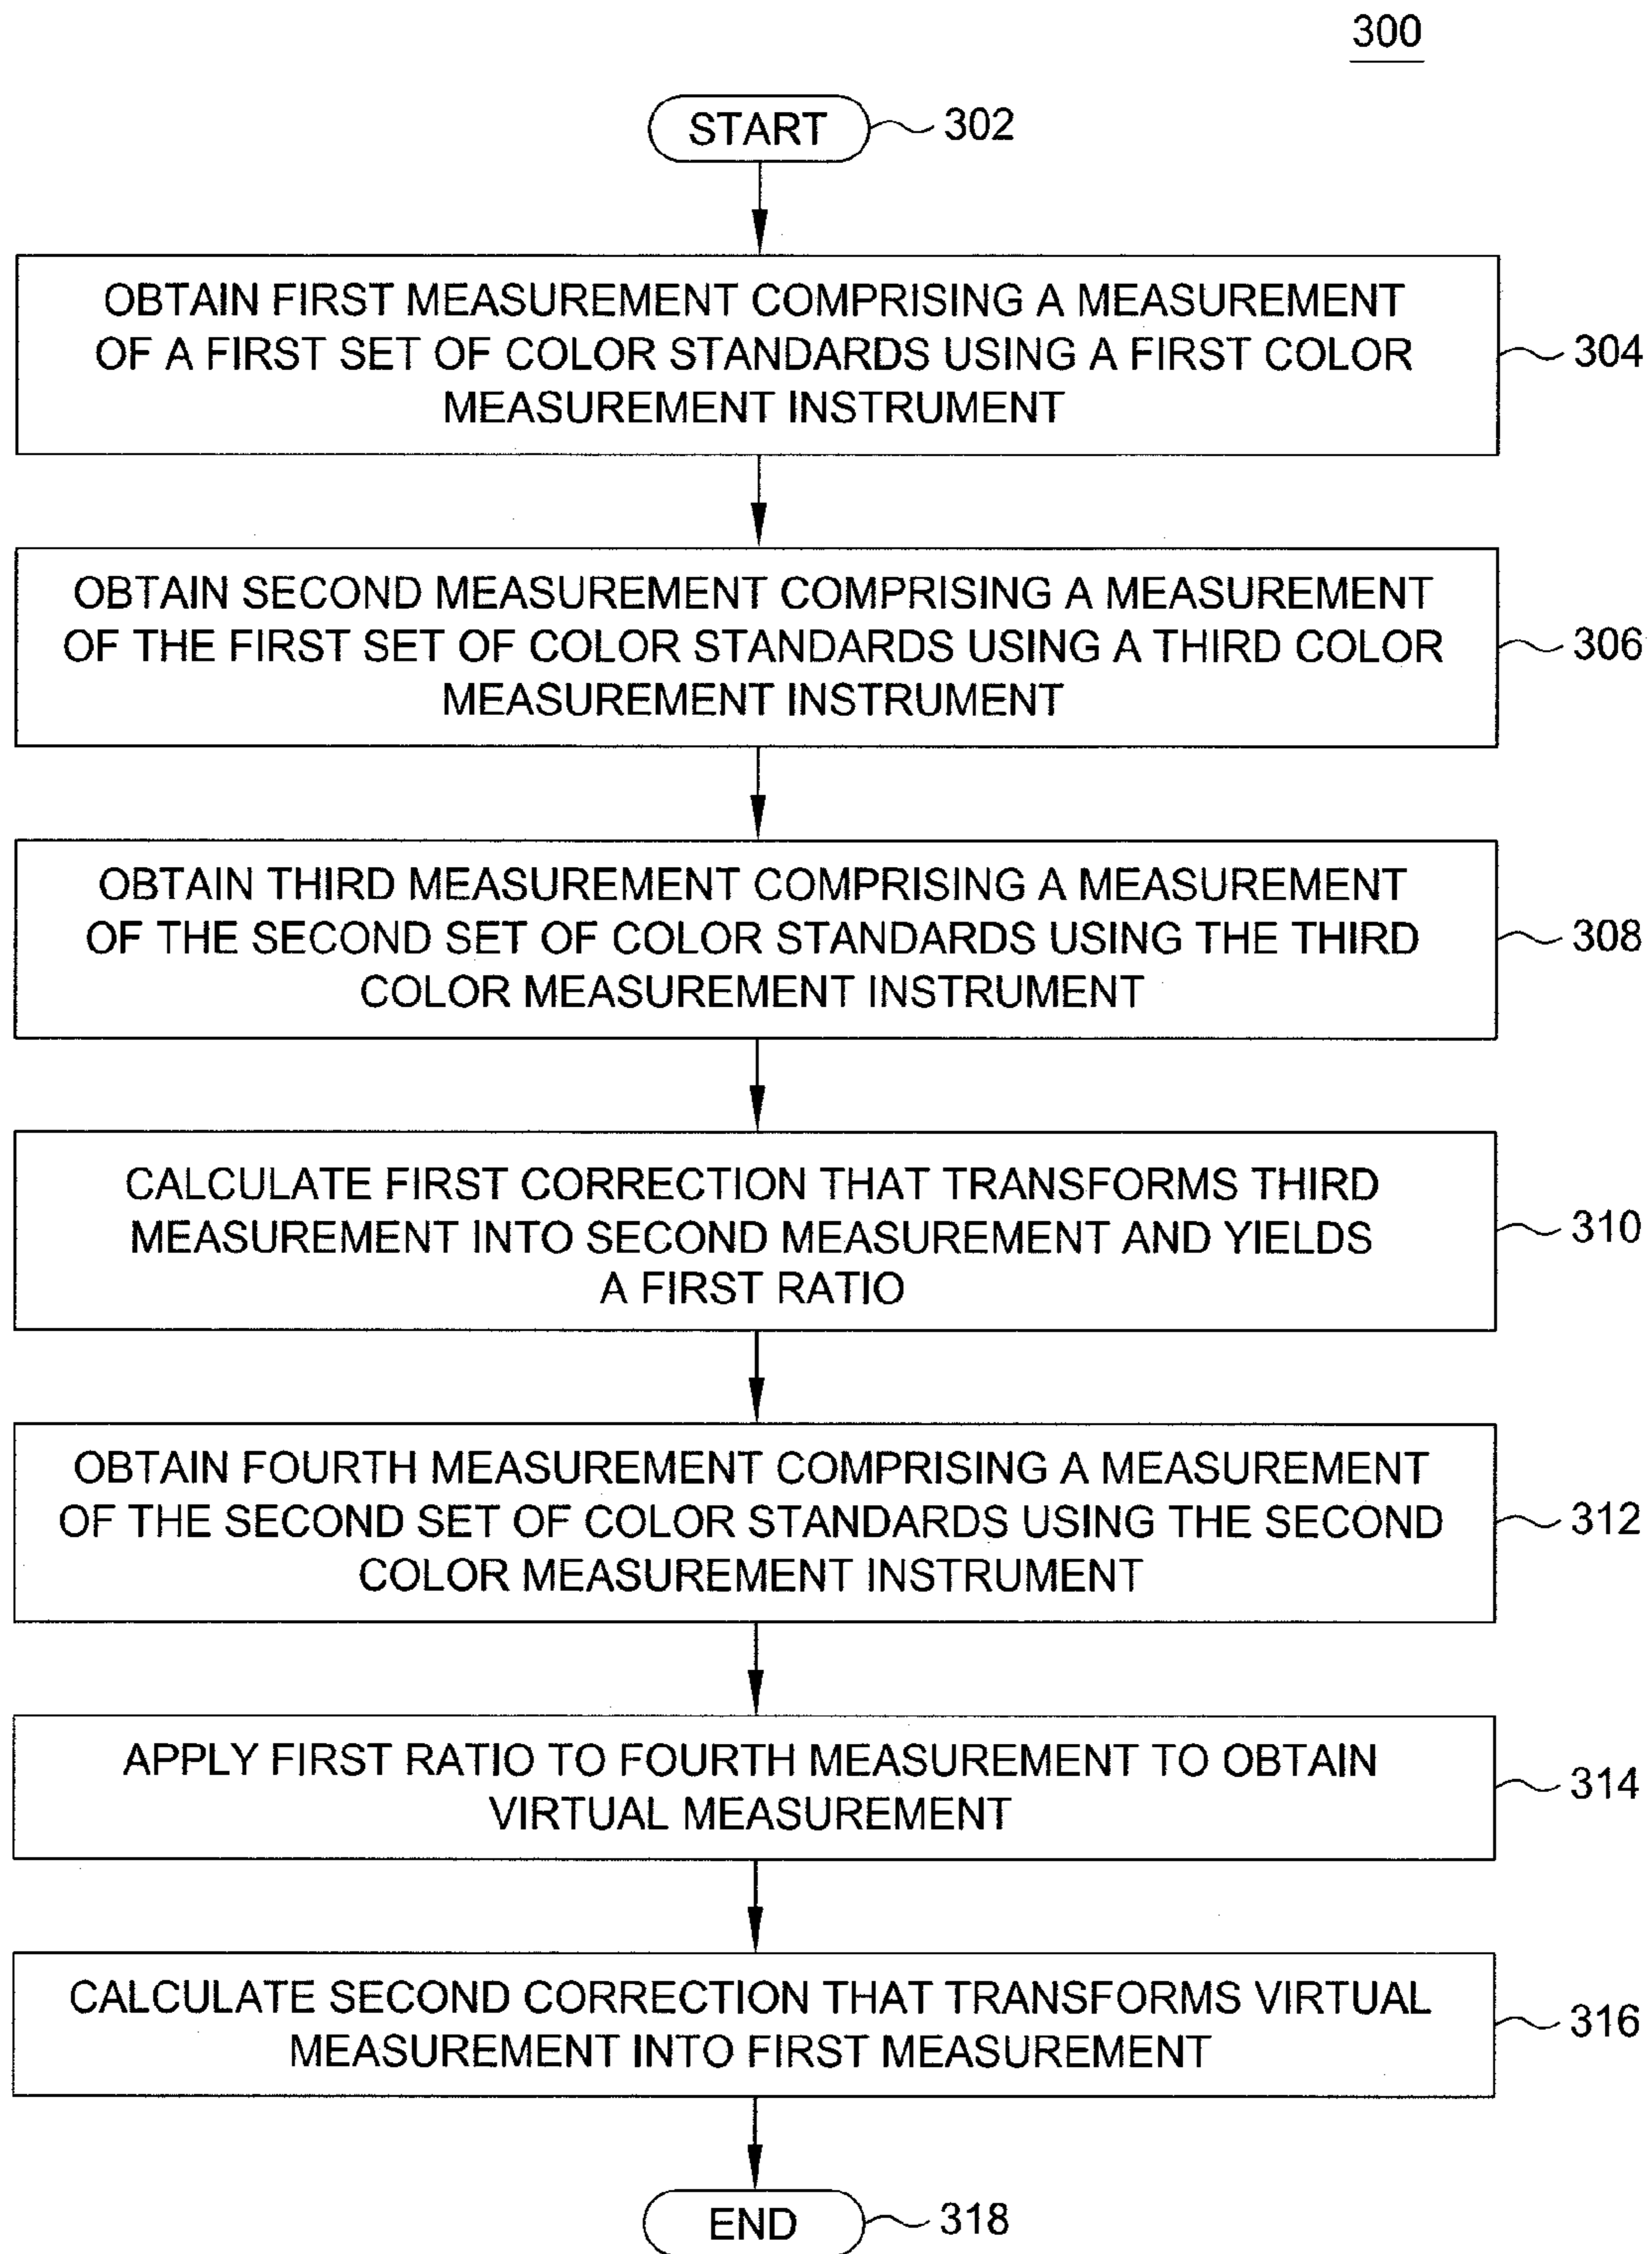 300
START
302
OBTAIN FIRST MEASUREMENT COMPRISING A MEASUREMENT
OF A FIRST SET OF COLOR STANDARDS USING A FIRST COLOR
MEASUREMENT INSTRUMENT
304
OBTAIN SECOND MEASUREMENT COMPRISING A MEASUREMENT
OF THE FIRST SET OF COLOR STANDARDS USING A THIRD COLOR
MEASUREMENT INSTRUMENT
306
OBTAIN THIRD MEASUREMENT COMPRISING A MEASUREMENT
OF THE SECOND SET OF COLOR STANDARDS USING THE THIRD
COLOR MEASUREMENT INSTRUMENT
308
CALCULATE FIRST CORRECTION THAT TRANSFORMS THIRD
MEASUREMENT INTO SECOND MEASUREMENT AND YIELDS
A FIRST RATIO
310
OBTAIN FOURTH MEASUREMENT COMPRISING A MEASUREMENT
OF THE SECOND SET OF COLOR STANDARDS USING THE SECOND
COLOR MEASUREMENT INSTRUMENT
312
APPLY FIRST RATIO TO FOURTH MEASUREMENT TO OBTAIN
VIRTUAL MEASUREMENT
314
CALCULATE SECOND CORRECTION THAT TRANSFORMS VIRTUAL
MEASUREMENT INTO FIRST MEASUREMENT
316
END
318